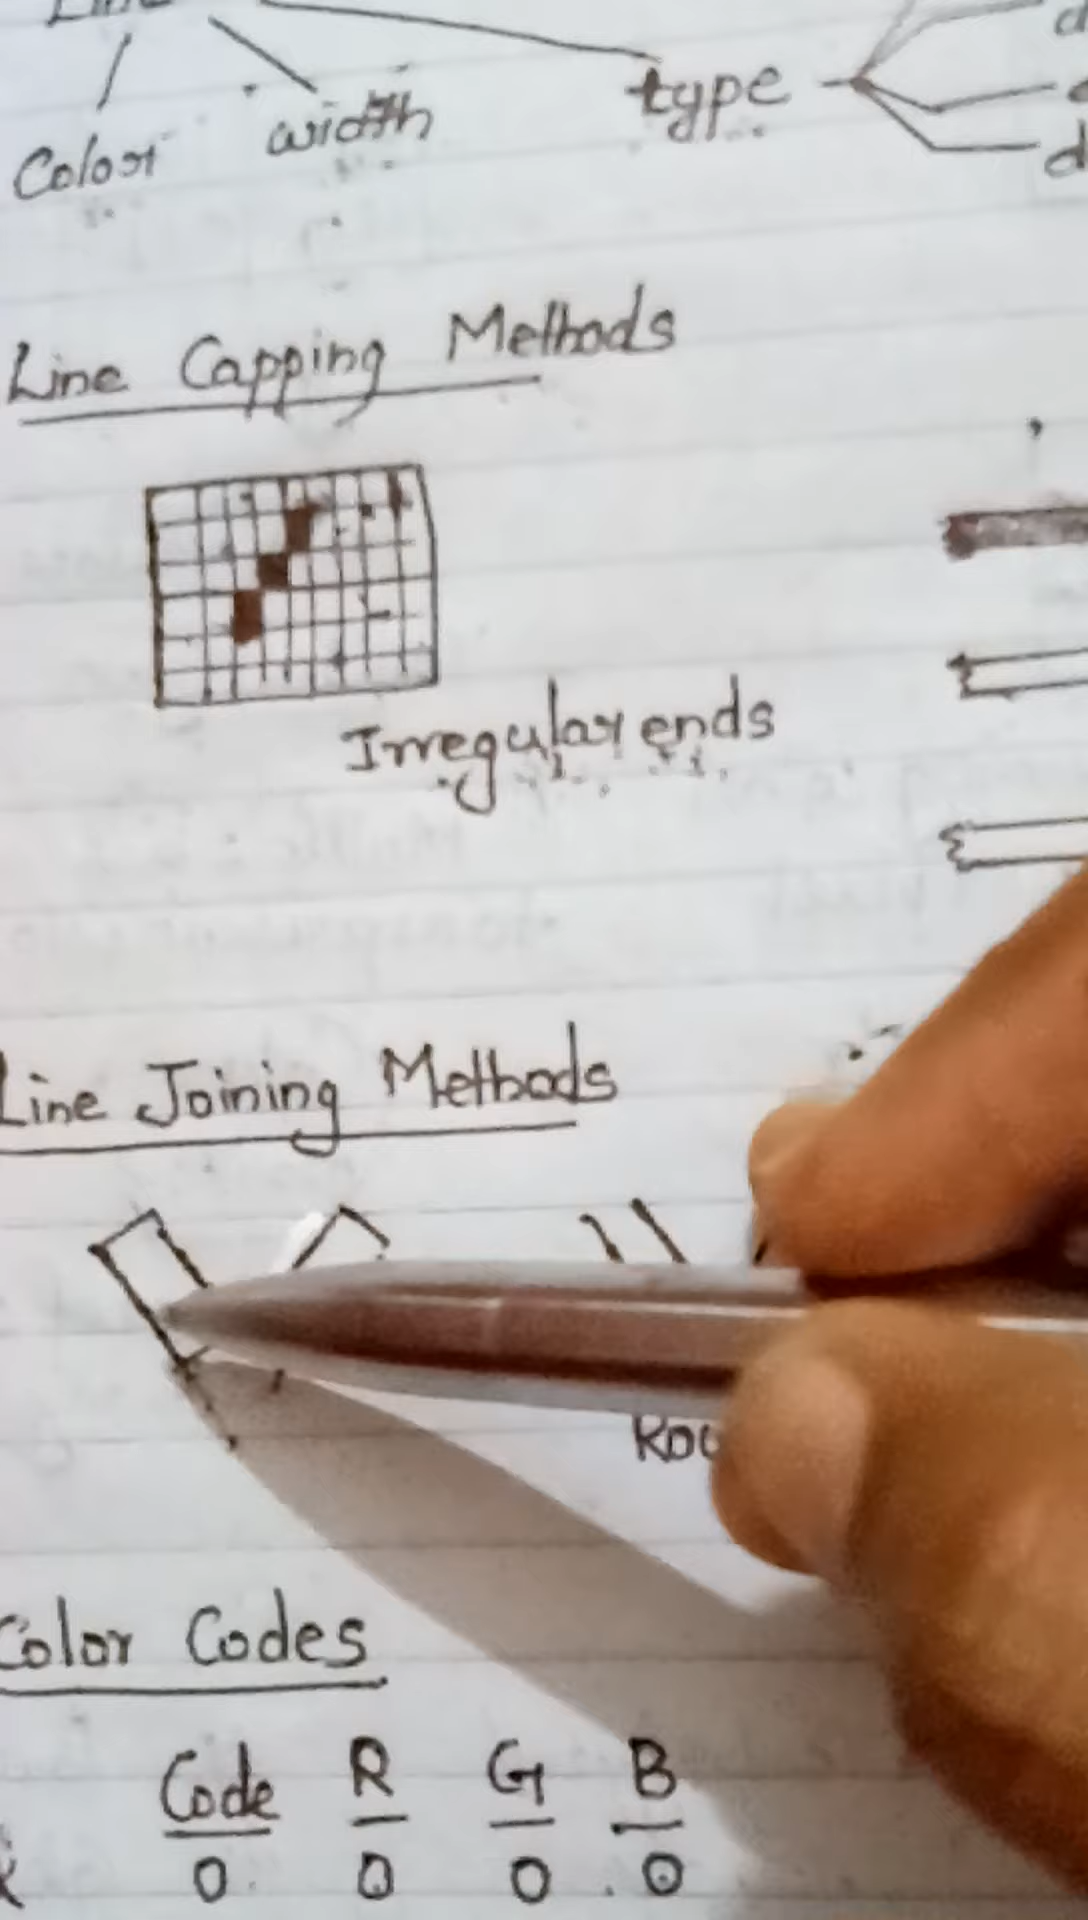 Color width type
Line Capping Methods
Irregular ends
Line Joining Methods
Color Codes
Code R G B
0 0 0 0